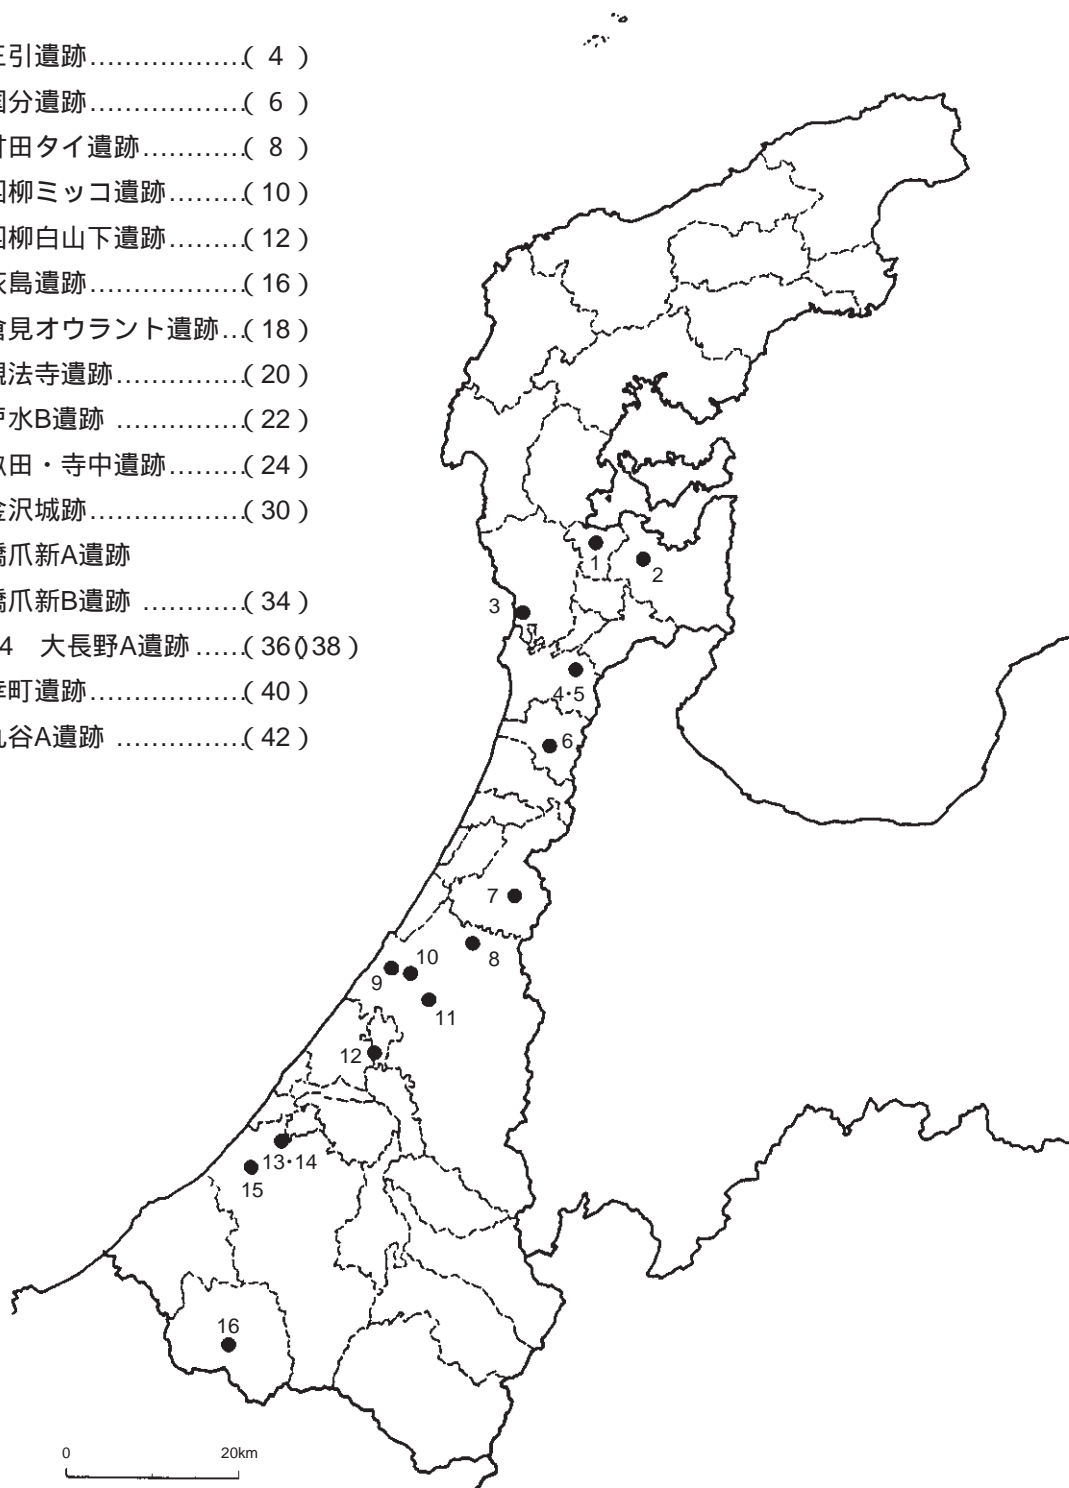 三引遺跡..................( 4 )
国分遺跡..................( 6 )
甘田タイ遺跡............( 8 )
四柳ミッコ遺跡.........( 10 )
四柳白山下遺跡.........( 12 )
島遺跡..................( 16 )
倉見オウラント遺跡...( 18 )
観法寺遺跡...............( 20 )
戸水B遺跡 ...............( 22 )
畝田・寺中遺跡.........( 24 )
金沢城跡..................( 30 )
橋爪新A遺跡
橋爪新B遺跡 ............( 34 )
4 大長野A遺跡......( 36)(38 )
幸町遺跡..................( 40 )
九谷A遺跡 ...............( 42 )
1
2
3
4・5
6
7
8
9
10
11
12
13・14
15
16
0 20km